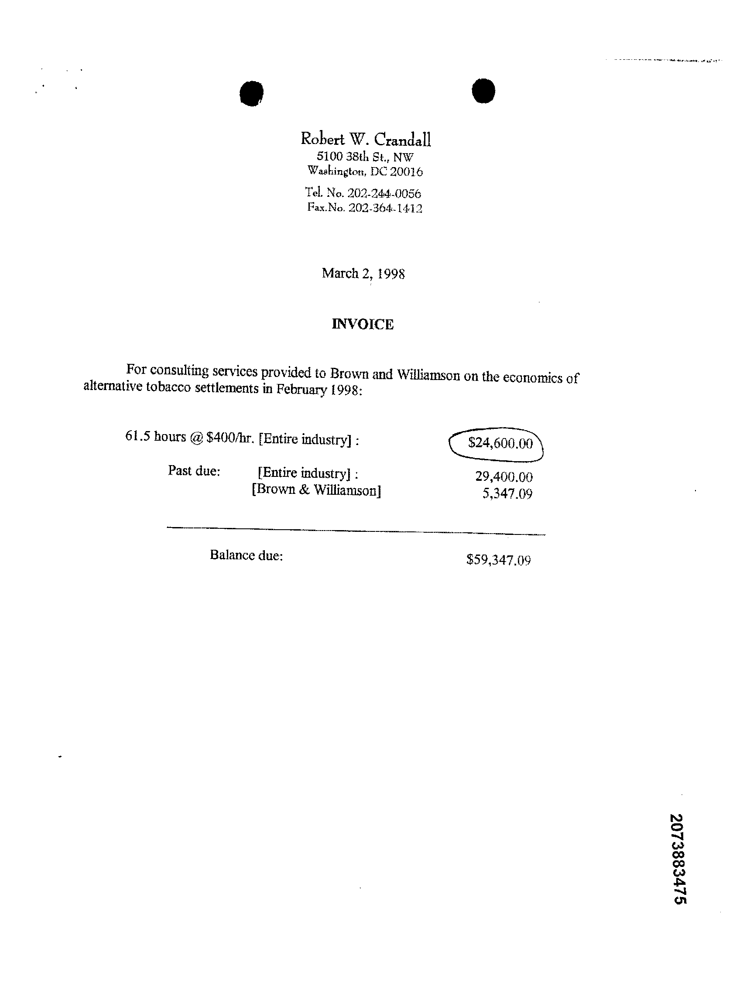 Robert W. Crandall
5100 38th St., NW
Washington, DC 20016
Tel. No. 202-244-0056
Fax.No. 202-364-1412
March 2, 1998
INVOICE
For consulting services provided to Brown and Williamson on the economics of
alternative tobacco settlements in February 1998:
61.5 hours @ $400/hr. [Entire industry] : $24,600.00
Past due: [Entire industry] : 29,400.00
[Brown & Williamson] 5,347.09
Balance due: $59,347.09
2073883475